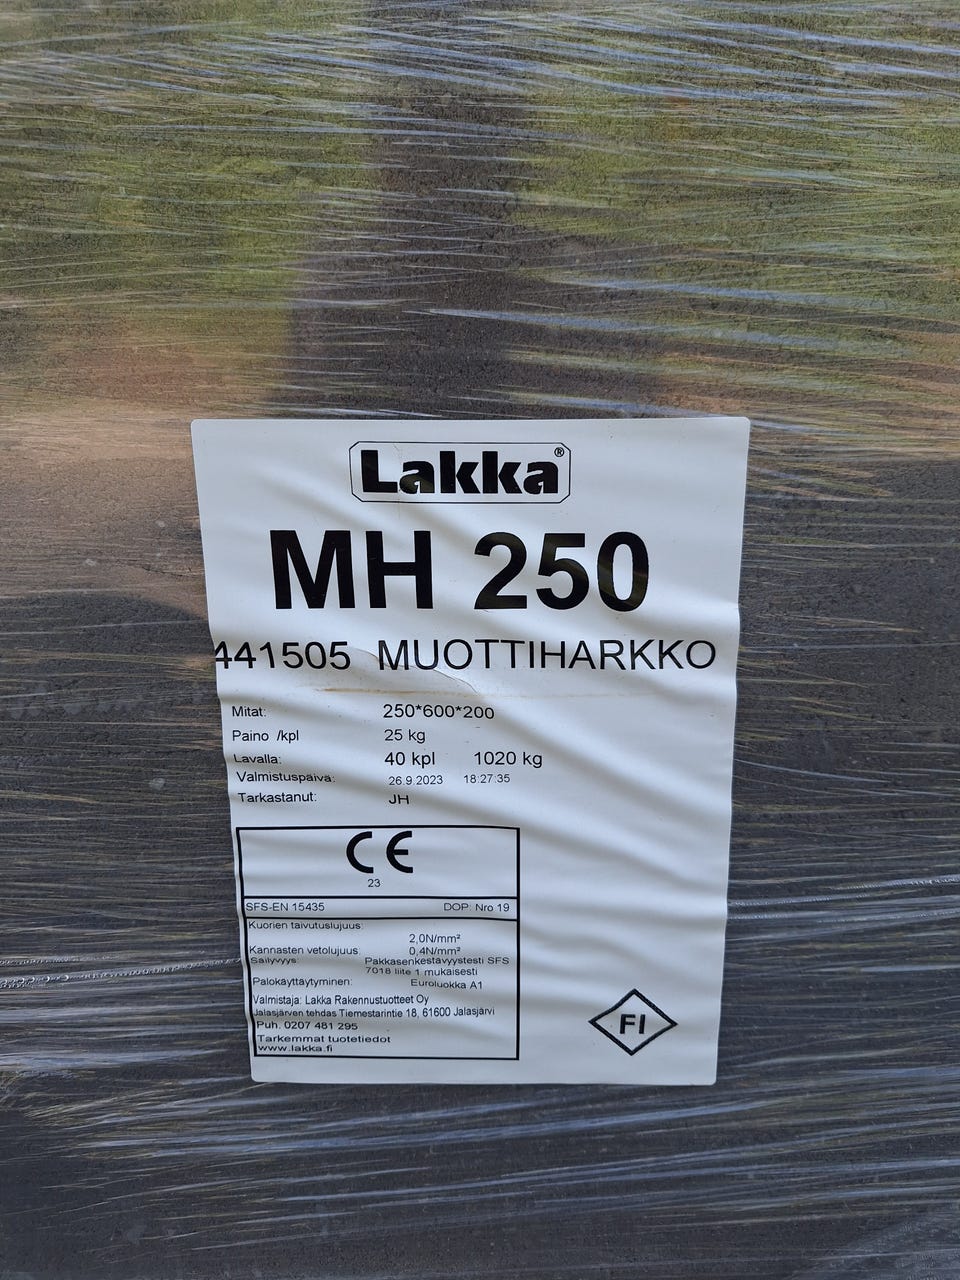 Lakka®
MH 250
441505 MUOTTIHARKKO
Mitat: 250*600*200
Paino /kpl 25 kg
Lavalla: 40 kpl 1020 kg
Valmistuspäivä: 26.9.2023 18:27:35
Tarkastanut: JH
CE
23
SFS-EN 15435 DOP: Nro 19
Kuorien taivutuslujuus:
2,0N/mm²
Kannasten vetolujuus: 0,4N/mm²
Säilyvyys: Pakkasenkestävyystesti SFS
7018 liite 1 mukaisesti
Palokäyttäytyminen: Euroluokka A1
Valmistaja: Lakka Rakennustuotteet Oy
Jalasjärven tehdas Tiemestarintie 18, 61600 Jalasjärvi
Puh. 0207 481 295
Tarkemmat tuotetiedot
www.lakka.fi
FI